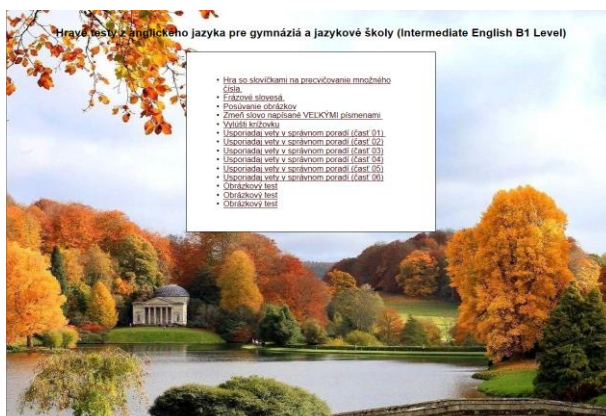 Hravé testy z anglického jazyka pre gymnáziá a jazykové školy (Intermediate English B1 Level)
• Hra so slovíčkami na precvičovanie množného
čísla.
• Frázové slovesá.
• Posúvanie obrázkov
• Zmeň slovo napísané VEĽKÝMI písmenami
• Vylúšti krížovku
• Usporiadaj vety v správnom poradí (časť 01)
• Usporiadaj vety v správnom poradí (časť 02)
• Usporiadaj vety v správnom poradí (časť 03)
• Usporiadaj vety v správnom poradí (časť 04)
• Usporiadaj vety v správnom poradí (časť 05)
• Usporiadaj vety v správnom poradí (časť 06)
• Obrázkový test
• Obrázkový test
• Obrázkový test